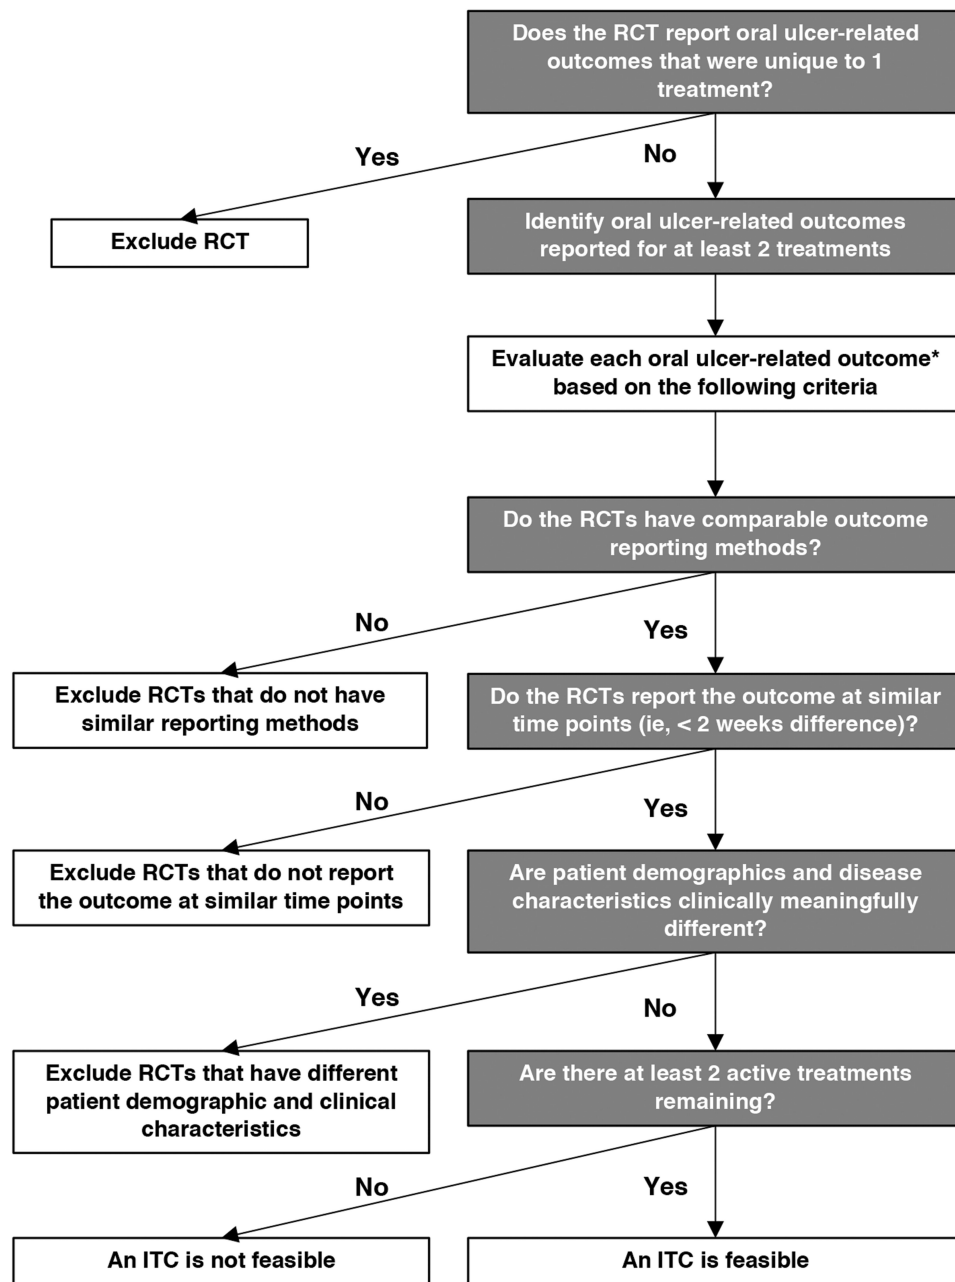 Does the RCT report oral ulcer-related
outcomes that were unique to 1
treatment?
Yes
No
Exclude RCT
Identify oral ulcer-related outcomes
reported for at least 2 treatments
Evaluate each oral ulcer-related outcome*
based on the following criteria
Do the RCTs have comparable outcome
reporting methods?
No
Yes
Exclude RCTs that do not have
similar reporting methods
Do the RCTs report the outcome at similar
time points (ie, < 2 weeks difference)?
No
Yes
Exclude RCTs that do not report
the outcome at similar time points
Are patient demographics and disease
characteristics clinically meaningfully
different?
Yes
No
Exclude RCTs that have different
patient demographic and clinical
characteristics
Are there at least 2 active treatments
remaining?
No
Yes
An ITC is not feasible
An ITC is feasible